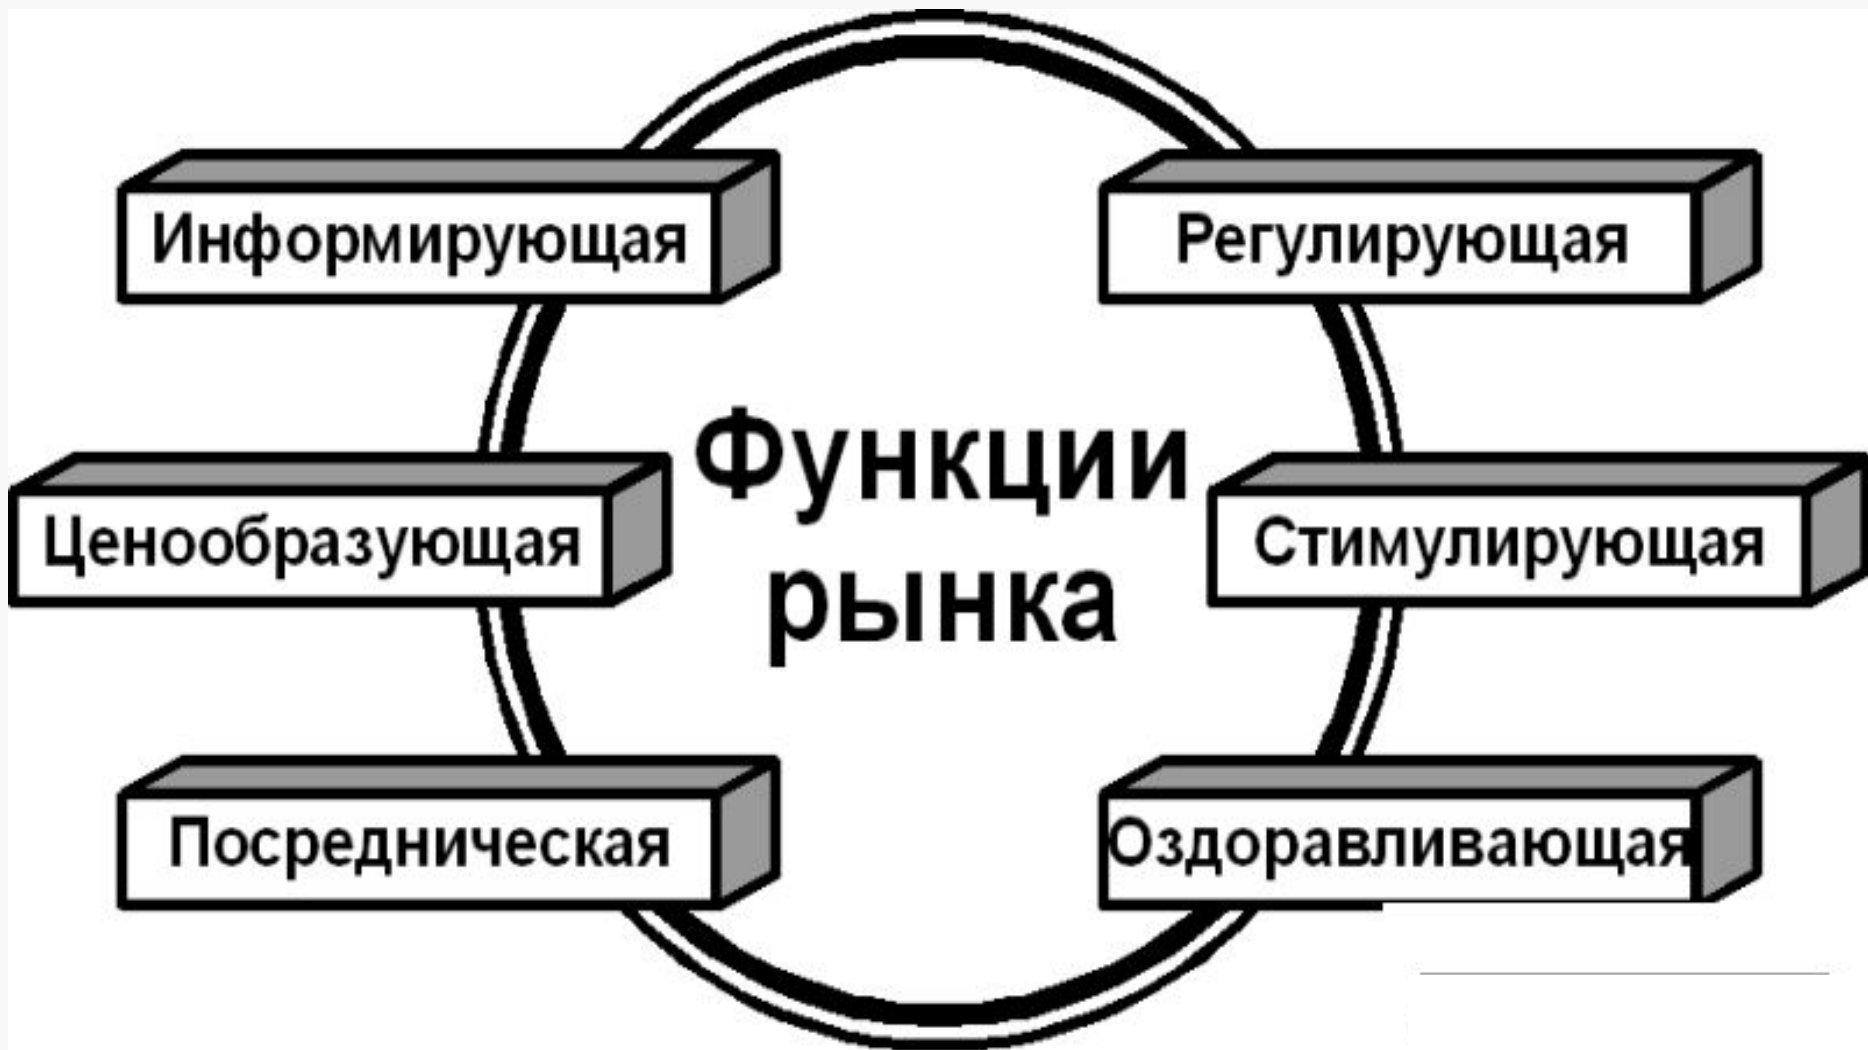 Информирующая
Регулирующая
Функции
рынка
Ценообразующая
Стимулирующая
Посредническая
Оздоравливающая